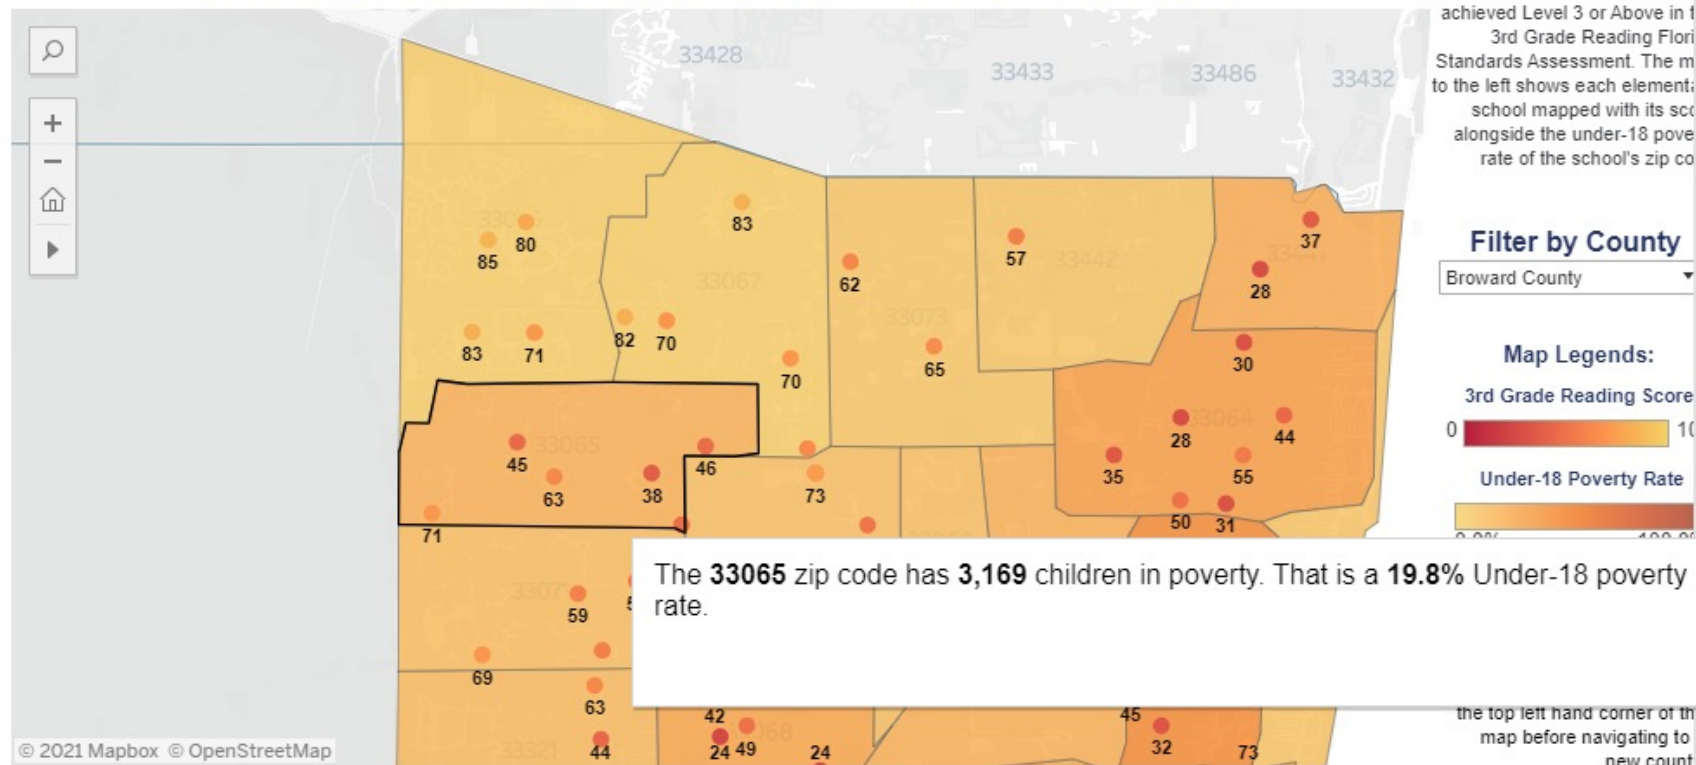 achieved Level 3 or Above in
3rd Grade Reading
Standards Assessment. The
to the left shows each
school mapped with its
alongside the under-18
rate of the school's zip
33428
33433
33486
33432
83
80
85
37
57
33442
28
62
33067
33073
82
70
83
71
70
65
30
33064
28
44
35
55
50
31
33065
45
46
63
38
73
71
Filter by County
Broward County
Map Legends:
3rd Grade Reading Score
0
Under-18 Poverty Rate
The 33065 zip code has 3,169 children in poverty. That is a 19.8% Under-18 poverty
rate.
59
69
63
42
45
44
24
49
24
32
73
33321
the top left hand corner of
map before navigating to
new
© 2021 Mapbox © OpenStreetMap